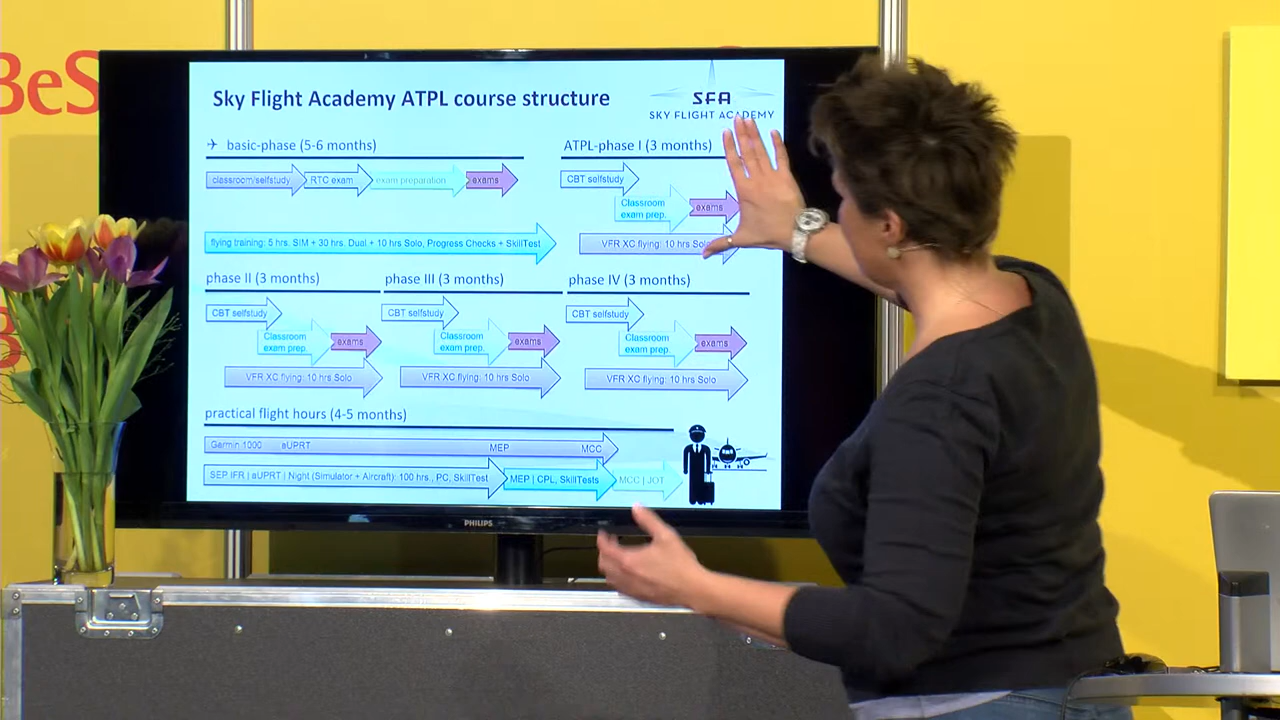 BeS
Sky Flight Academy ATPL course structure
SFA
SKY FLIGHT ACADEMY
basic-phase (5-6 months)
classroom/selfstudy
RTC exam
exam preparation
exams
flying training: 5 hrs. SIM + 30 hrs. Dual + 10 hrs Solo, Progress Checks + SkillTest
ATPL-phase I (3 months)
CBT selfstudy
Classroom
exam prep.
exams
VFR XC flying: 10 hrs Solo
phase II (3 months)
CBT selfstudy
Classroom
exam prep.
exams
VFR XC flying: 10 hrs Solo
phase III (3 months)
CBT selfstudy
Classroom
exam prep.
exams
VFR XC flying: 10 hrs Solo
phase IV (3 months)
CBT selfstudy
Classroom
exam prep.
exams
VFR XC flying: 10 hrs Solo
practical flight hours (4-5 months)
Garmin 1000 aUPRT MEP MCC
SEP IFR | aUPRT | Night (Simulator + Aircraft): 100 hrs., PC, SkillTest
MEP | CPL, SkillTests
MCC | JOT
PHILIPS